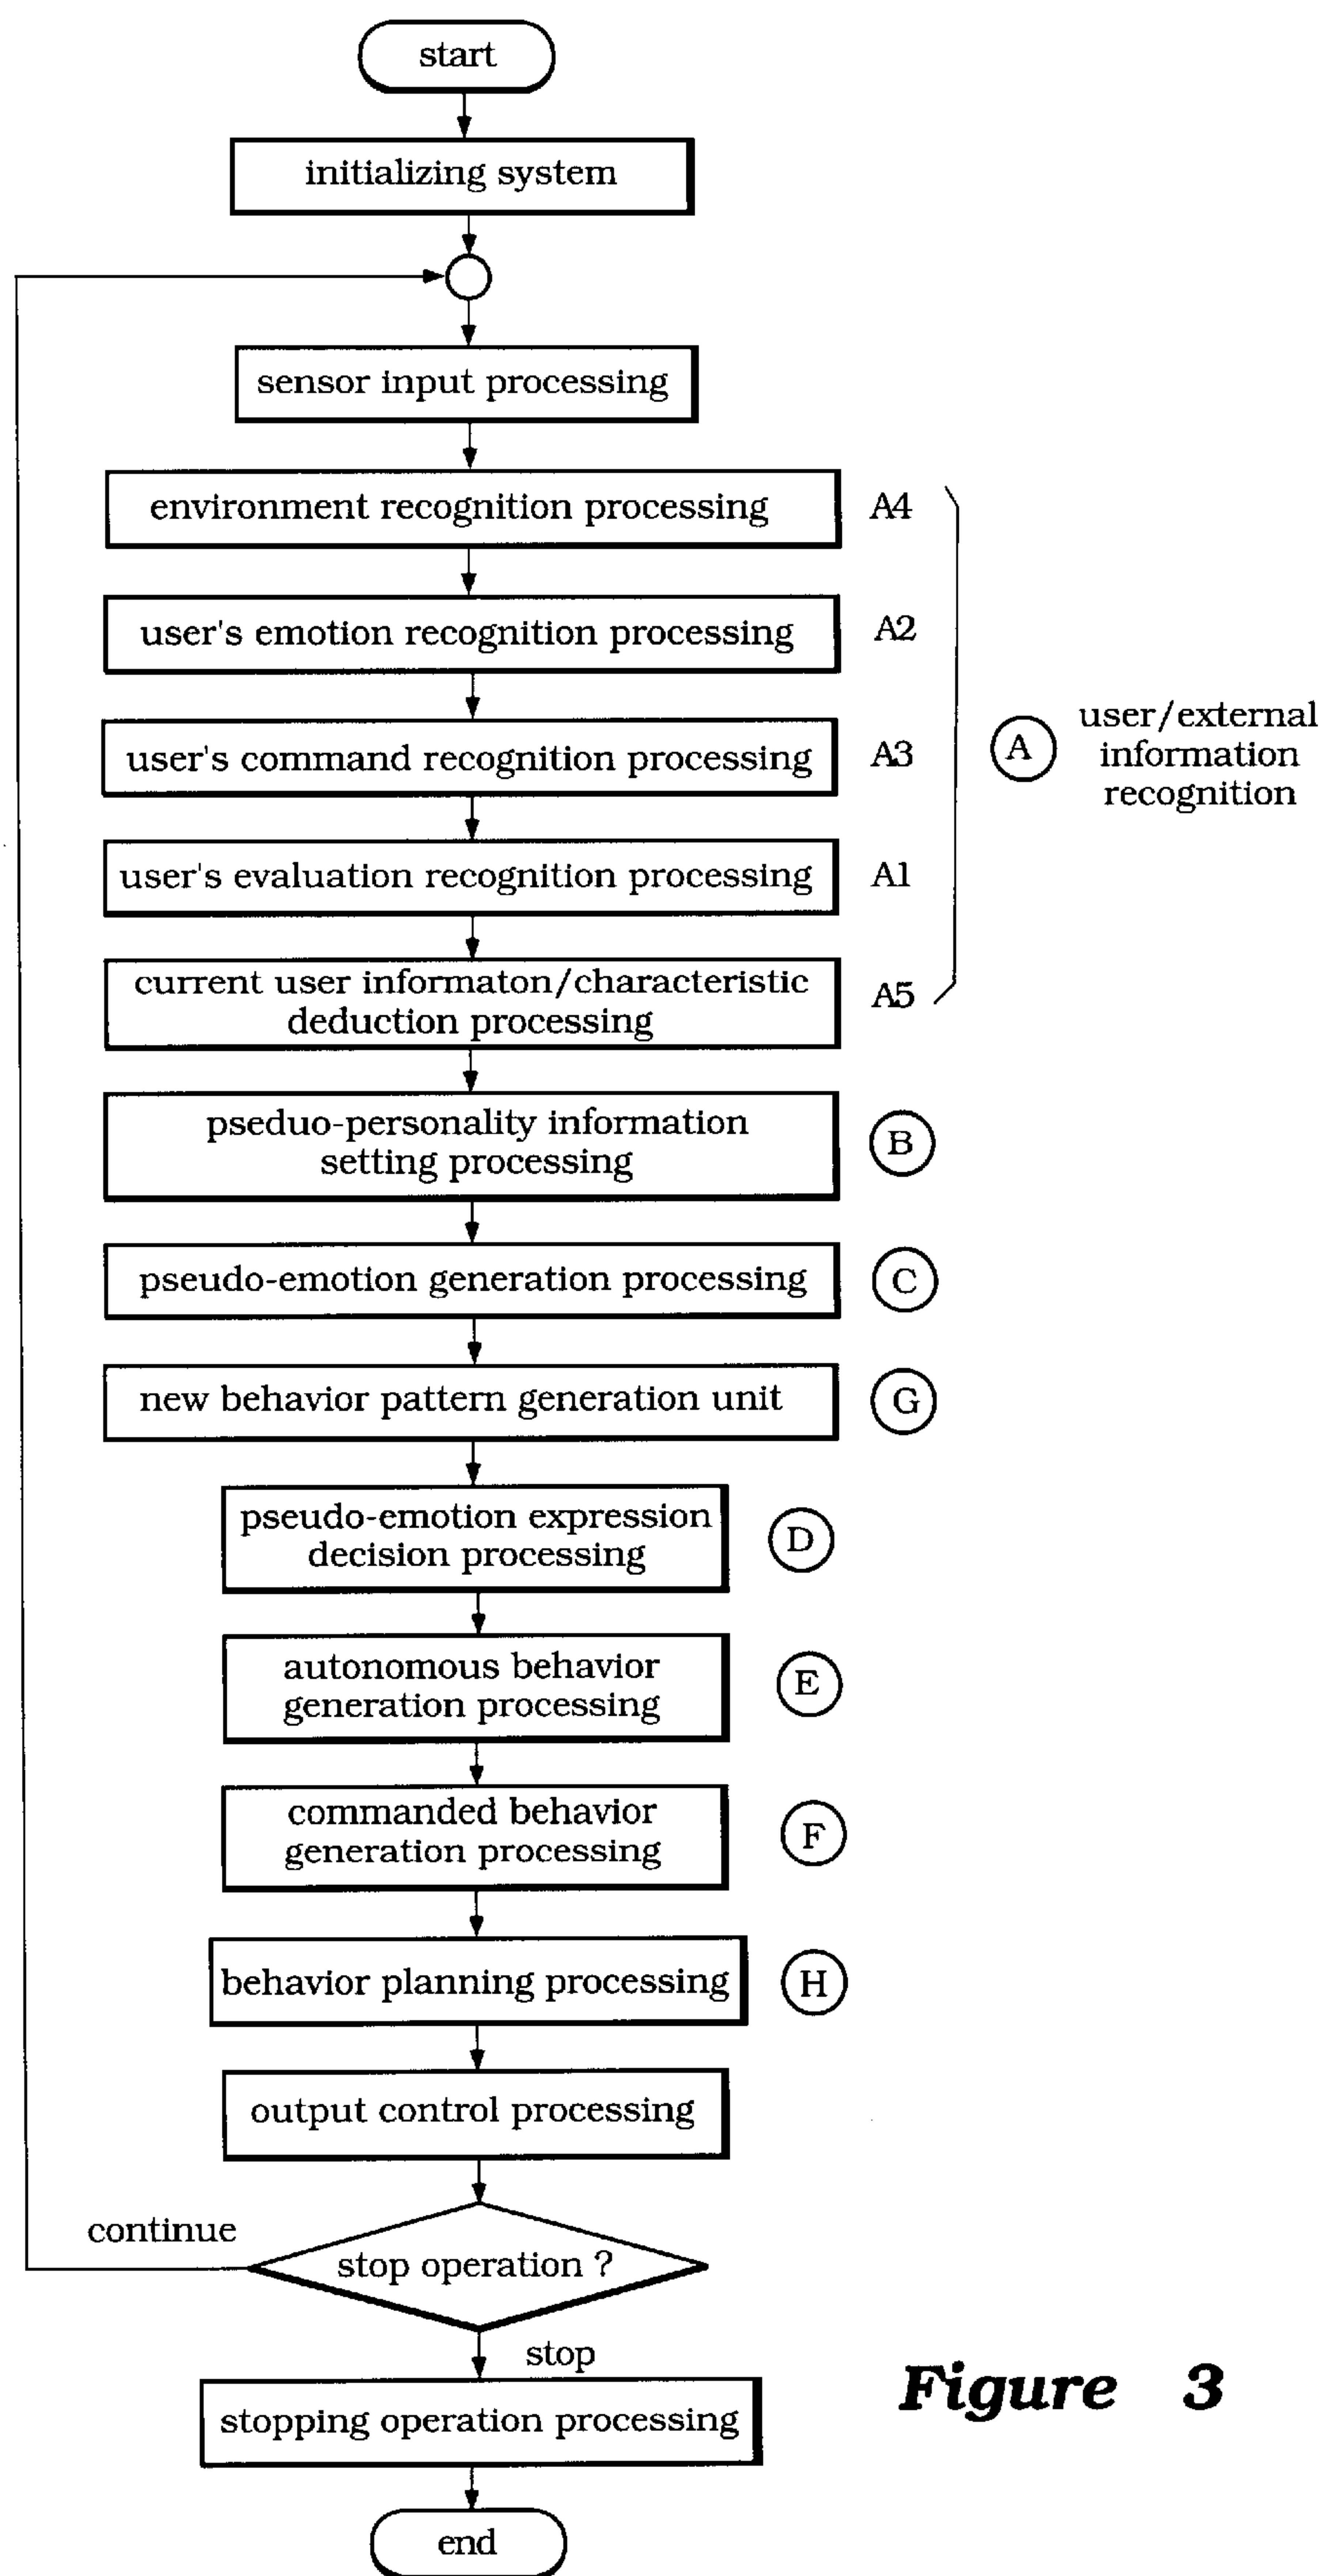 start
initializing system
sensor input processing
environment recognition processing
A4
user's emotion recognition processing
A2
user's command recognition processing
A3
user's evaluation recognition processing
A1
current user informaton/characteristic
deduction processing
A5
A
user/external
information
recognition
pseduo-personality information
setting processing
B
pseudo-emotion generation processing
C
new behavior pattern generation unit
G
pseudo-emotion expression
decision processing
D
autonomous behavior
generation processing
E
commanded behavior
generation processing
F
behavior planning processing
H
output control processing
continue
stop operation ?
stop
stopping operation processing
end
Figure 3